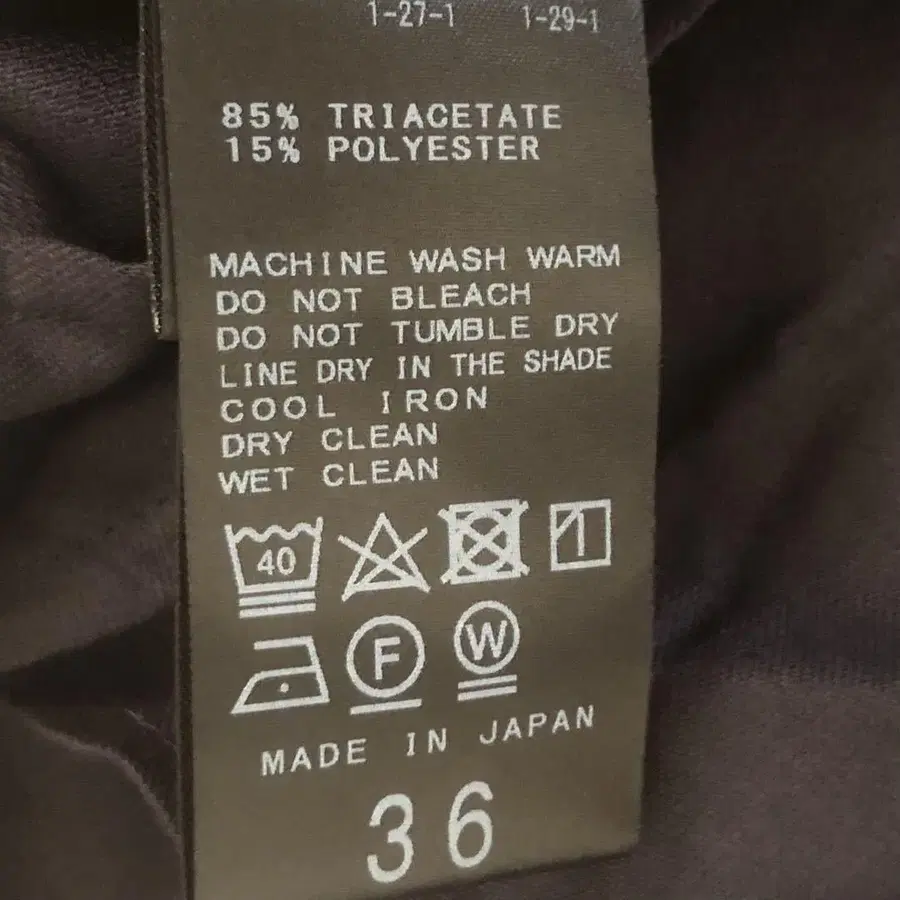 1-27-1 1-29-1
85% TRIACETATE
15% POLYESTER
MACHINE WASH WARM
DO NOT BLEACH
DO NOT TUMBLE DRY
LINE DRY IN THE SHADE
COOL IRON
DRY CLEAN
WET CLEAN
40
F W
MADE IN JAPAN
36